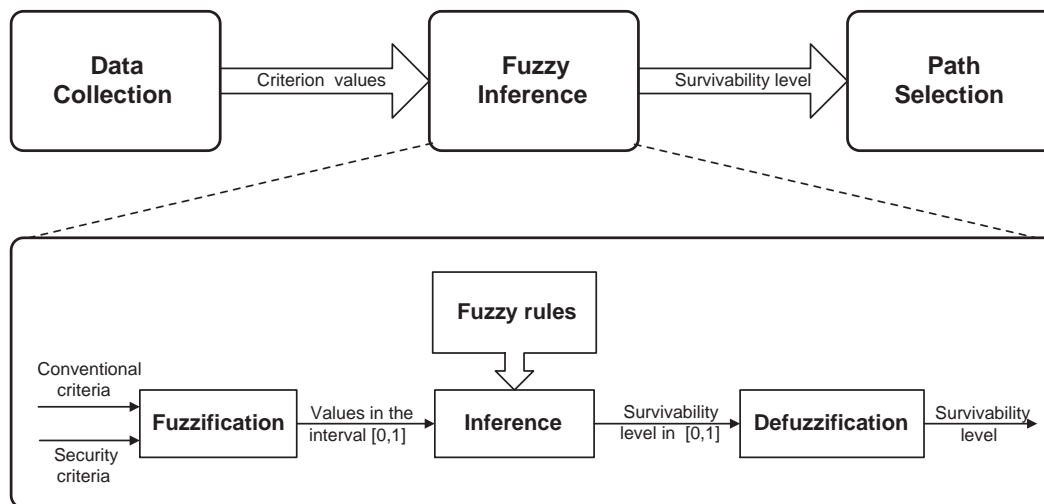 Data
Collection
Criterion values
Fuzzy
Inference
Survivability level
Path
Selection
Fuzzy rules
Conventional
criteria
Security
criteria
Fuzzification
Values in the
interval [0,1]
Inference
Survivability
level in [0,1]
Defuzzification
Survivability
level